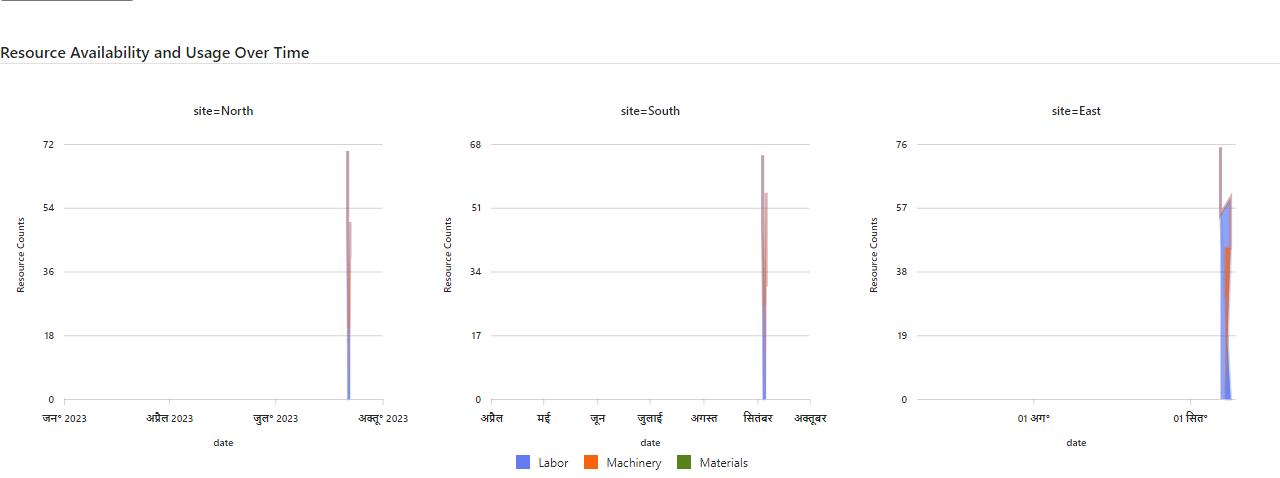 Resource Availability and Usage Over Time
site=North
site=South
site=East
72
54
36
18
0
Resource Counts
जन॰ 2023
अप्रैल 2023
जुल॰ 2023
अक्तू॰ 2023
date
68
51
34
17
0
Resource Counts
अप्रैल
मई
जून
जुलाई
अगस्त
सितंबर
अक्तूबर
date
76
57
38
19
0
Resource Counts
01 अग॰
01 सित॰
date
Labor
Machinery
Materials